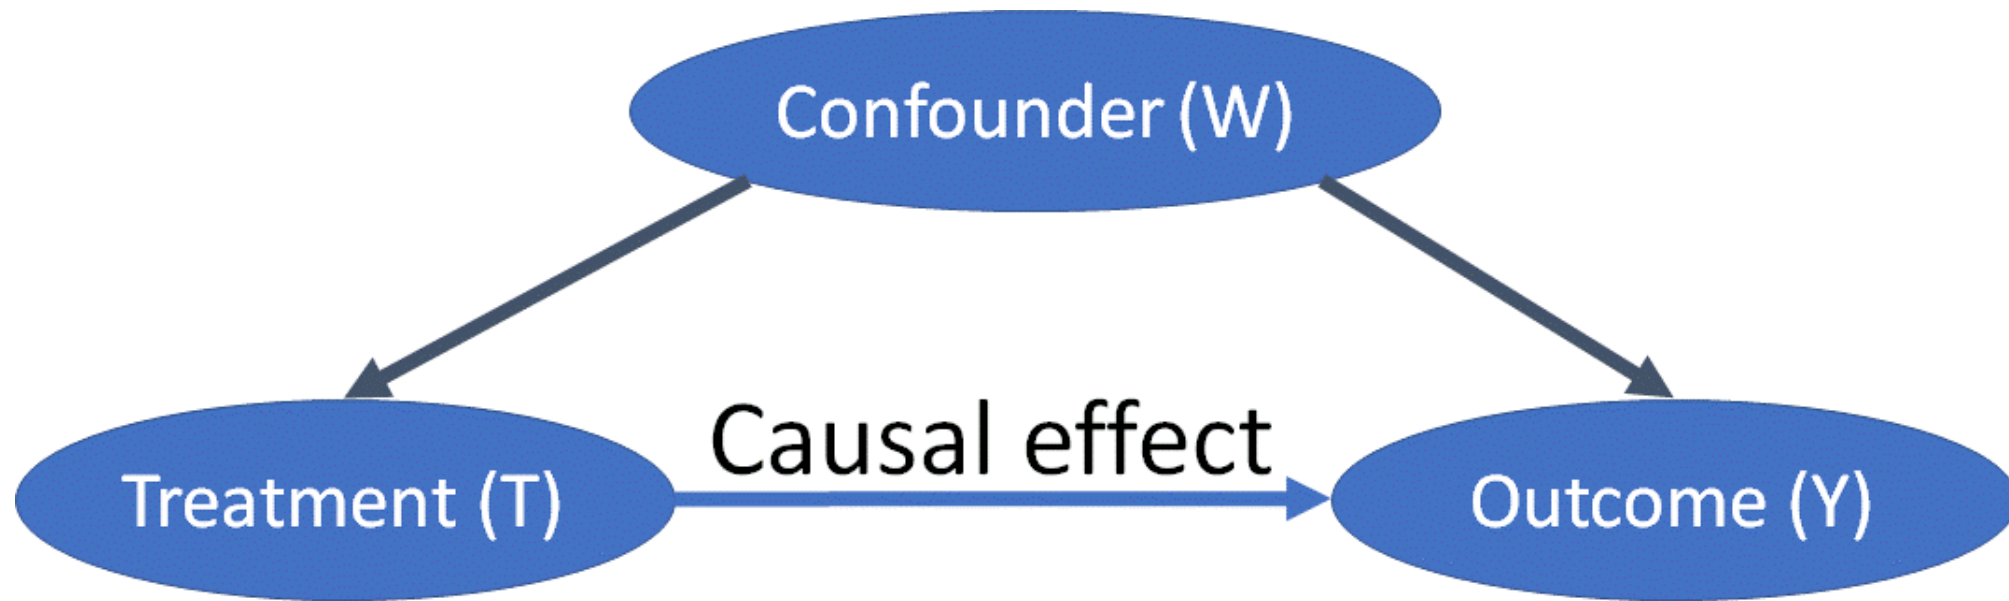 Confounder (W)
Causal effect
Treatment (T)
Outcome (Y)